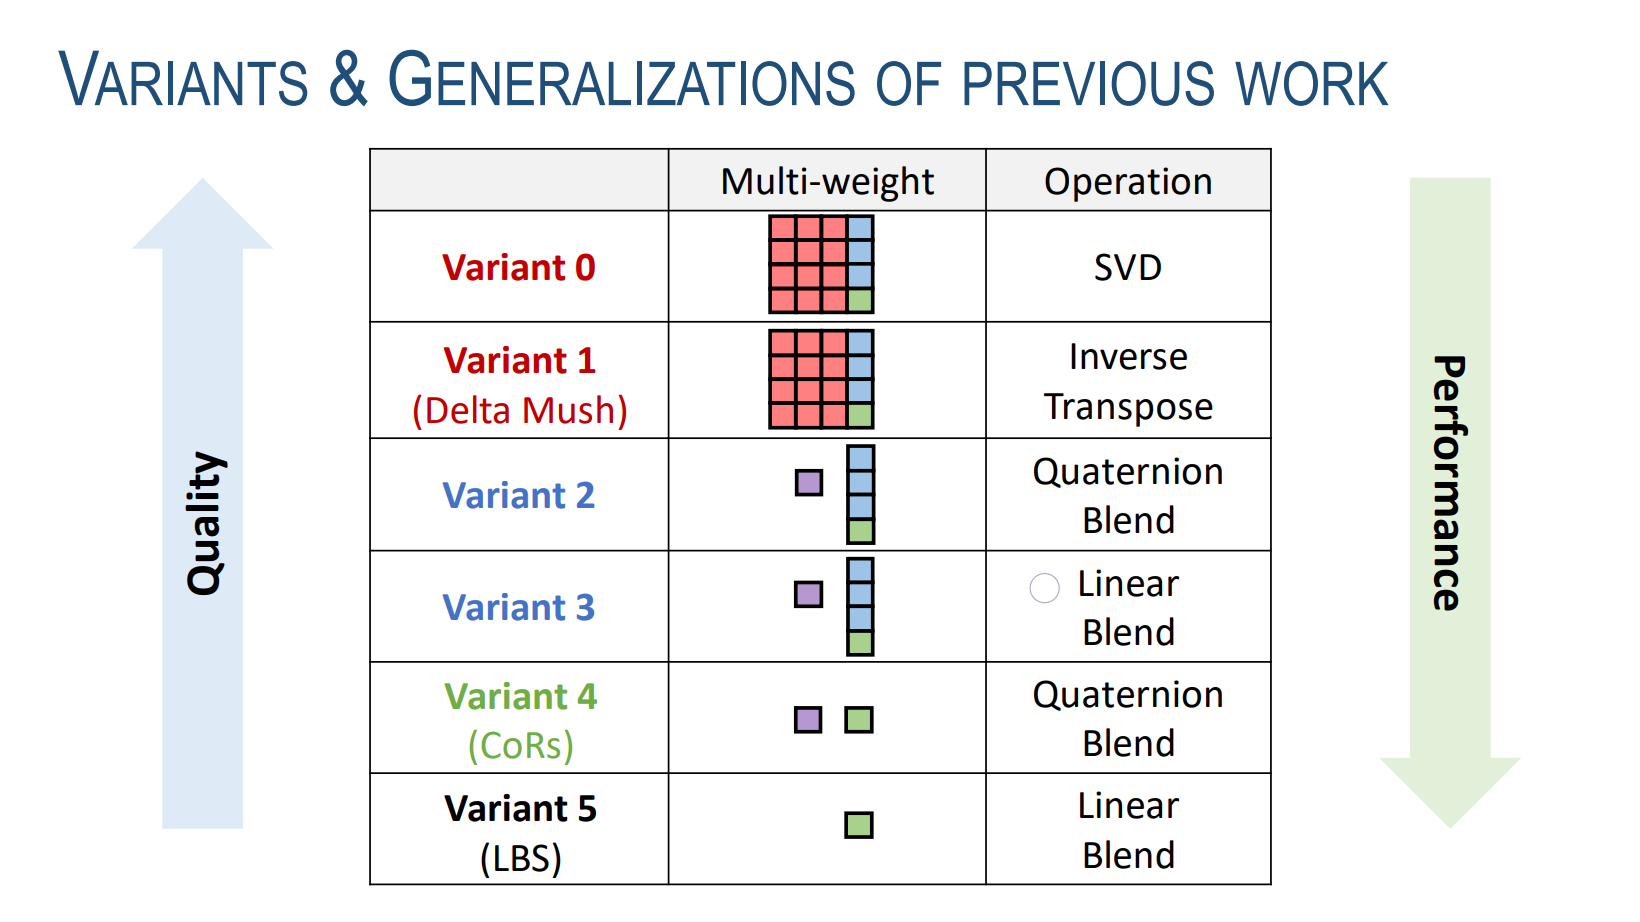 VARIANTS & GENERALIZATIONS OF PREVIOUS WORK
Multi-weight
Operation
Variant 0
SVD
Variant 1
(Delta Mush)
Inverse
Transpose
Variant 2
Quaternion
Blend
Variant 3
Linear
Blend
Variant 4
(CoRs)
Quaternion
Blend
Variant 5
(LBS)
Linear
Blend
Quality
Performance